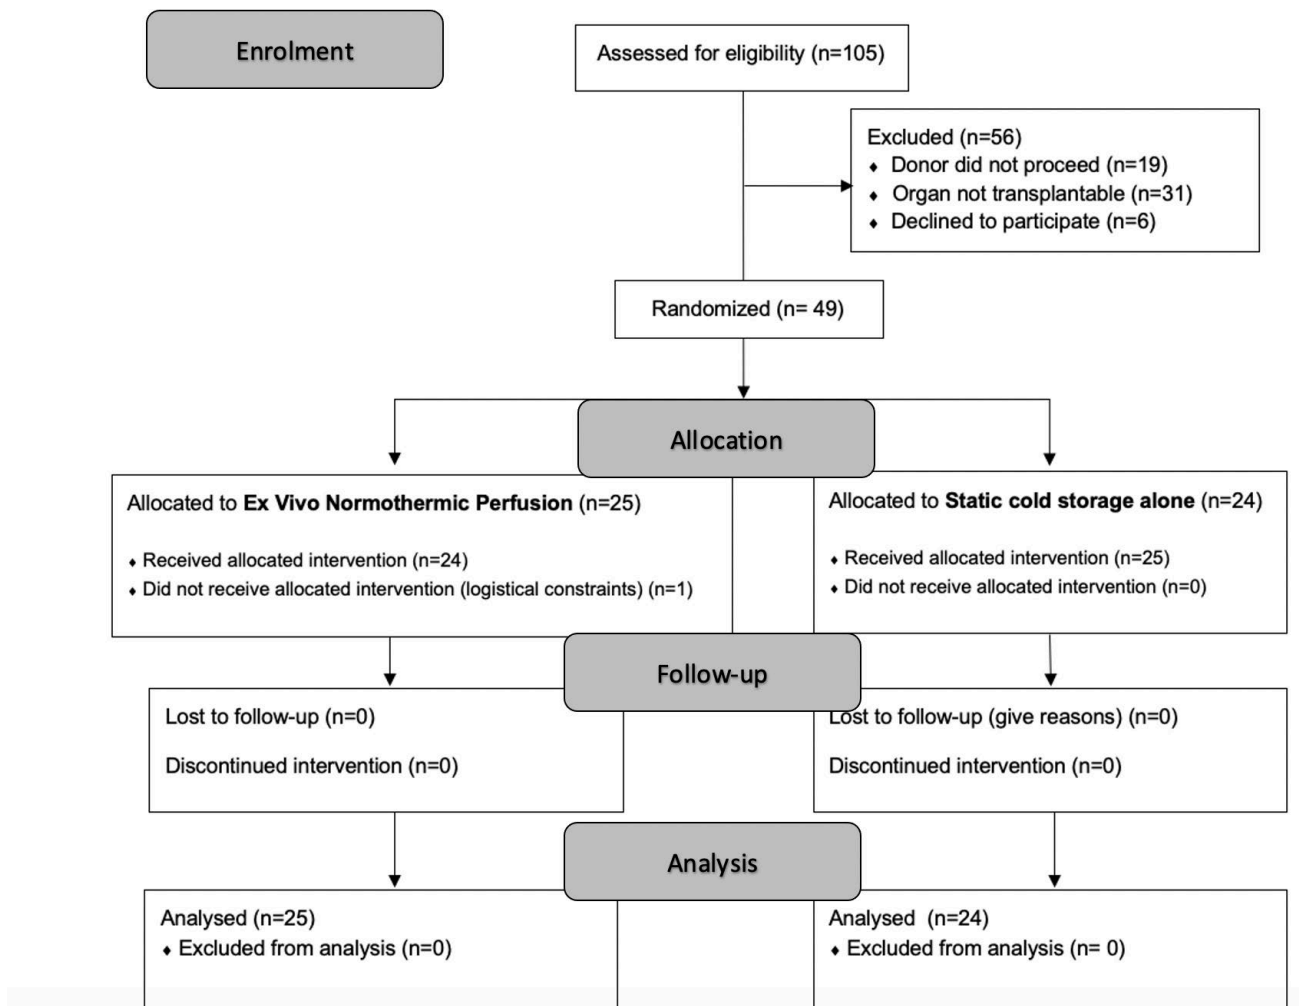 Enrolment
Assessed for eligibility (n=105)
Excluded (n=56)
♦ Donor did not proceed (n=19)
♦ Organ not transplantable (n=31)
♦ Declined to participate (n=6)
Randomized (n= 49)
Allocation
Allocated to Ex Vivo Normothermic Perfusion (n=25)
♦ Received allocated intervention (n=24)
♦ Did not receive allocated intervention (logistical constraints) (n=1)
Allocated to Static cold storage alone (n=24)
♦ Received allocated intervention (n=25)
♦ Did not receive allocated intervention (n=0)
Follow-up
Lost to follow-up (n=0)
Discontinued intervention (n=0)
Lost to follow-up (give reasons) (n=0)
Discontinued intervention (n=0)
Analysis
Analysed (n=25)
♦ Excluded from analysis (n=0)
Analysed (n=24)
♦ Excluded from analysis (n= 0)